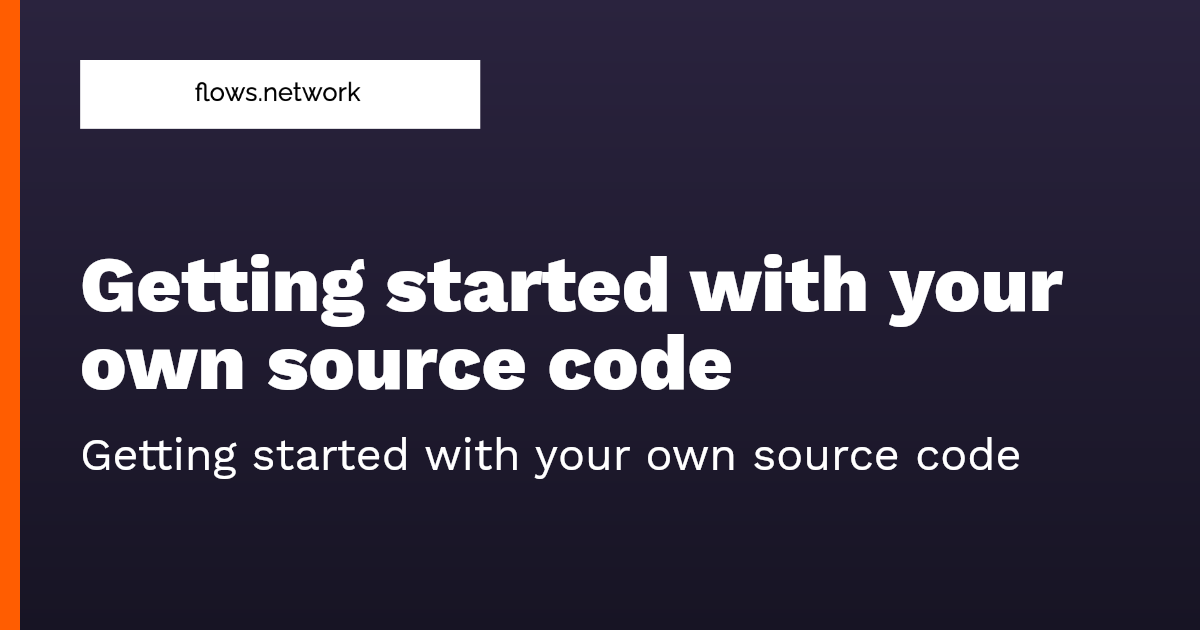 flows.network
Getting started with your
own source code
Getting started with your own source code